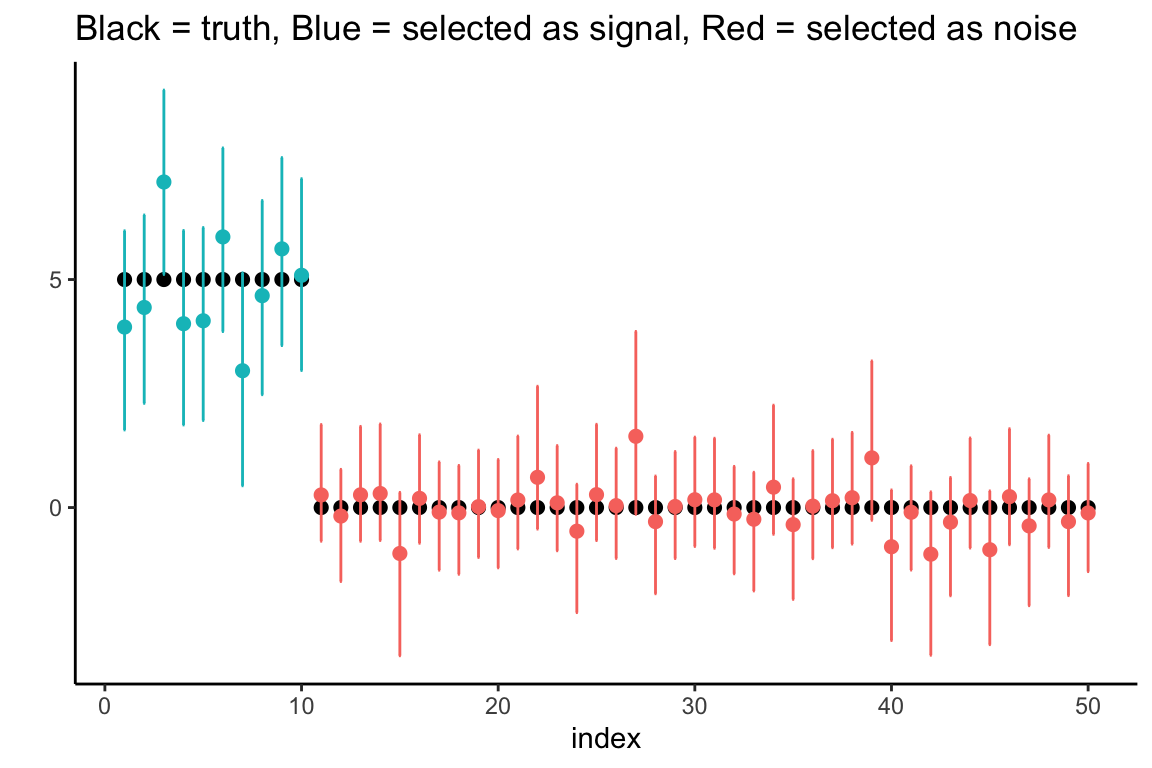 Black = truth, Blue = selected as signal, Red = selected as noise
5
0
0 10 20 30 40 50
index